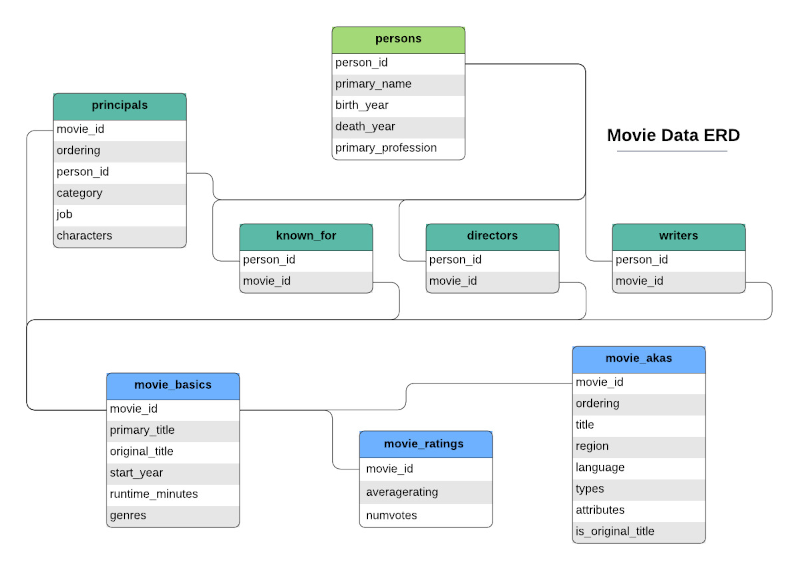 persons
person_id
primary_name
birth_year
death_year
primary_profession
Movie Data ERD
principals
movie_id
ordering
person_id
category
job
characters
known_for
person_id
movie_id
directors
person_id
movie_id
writers
person_id
movie_id
movie_basics
movie_id
primary_title
original_title
start_year
runtime_minutes
genres
movie_ratings
movie_id
averagerating
numvotes
movie_akas
movie_id
ordering
title
region
language
types
attributes
is_original_title